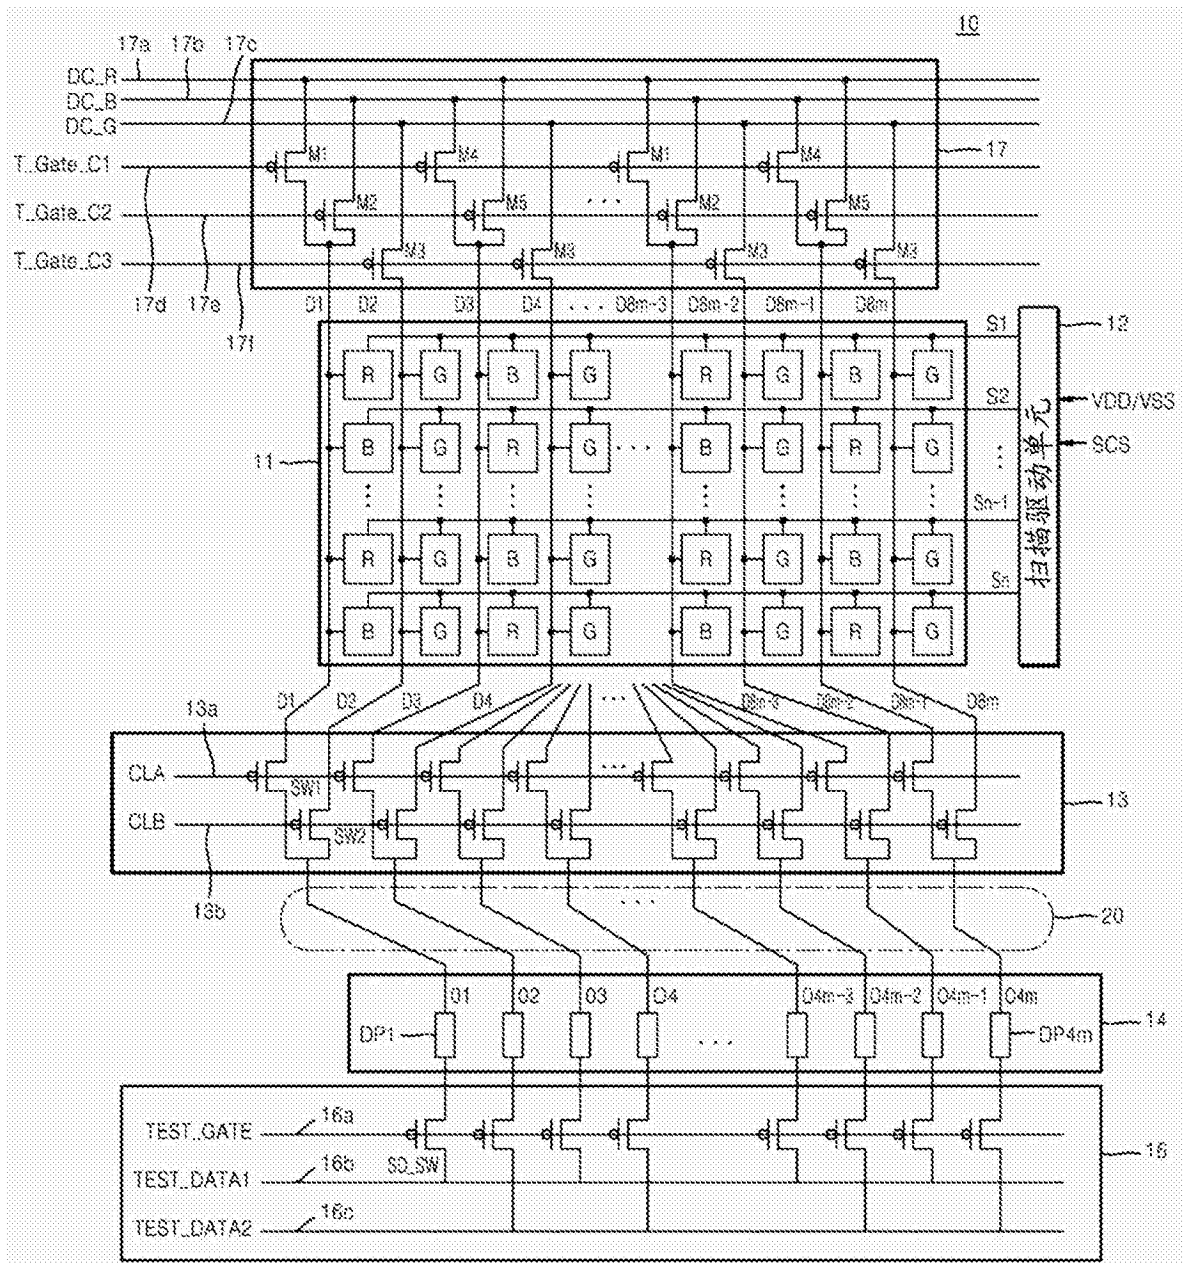 10
17a 17b 17c
DC_R
DC_B
DC_G
T_Gate_C1 M1 M4 M1 M4 17
T_Gate_C2 M2 M5 ... M2 M5
T_Gate_C3 M3 M3 M3 M3
17d 17e 17f
D1 D2 D3 D4 ... D8m-3 D8m-2 D8m-1 D8m
S1 12
R G B G R G B G
S2 VDD/VSS
11 B G R G ... B G R G
SCS
扫描驱动单元
Sn-1
R G B G R G B G
Sn
B G R G B G R G
D1 D2 D3 D4 ... D8m-3 D8m-2 D8m-1 D8m
13a
CLA SW1 ...
CLB SW2 13
13b
... 20
O1 O2 O3 O4 O4m-3 O4m-2 O4m-1 O4m
DP1 ... DP4m 14
TEST_GATE 16a
SD_SW 16
TEST_DATA1 16b
TEST_DATA2 16c